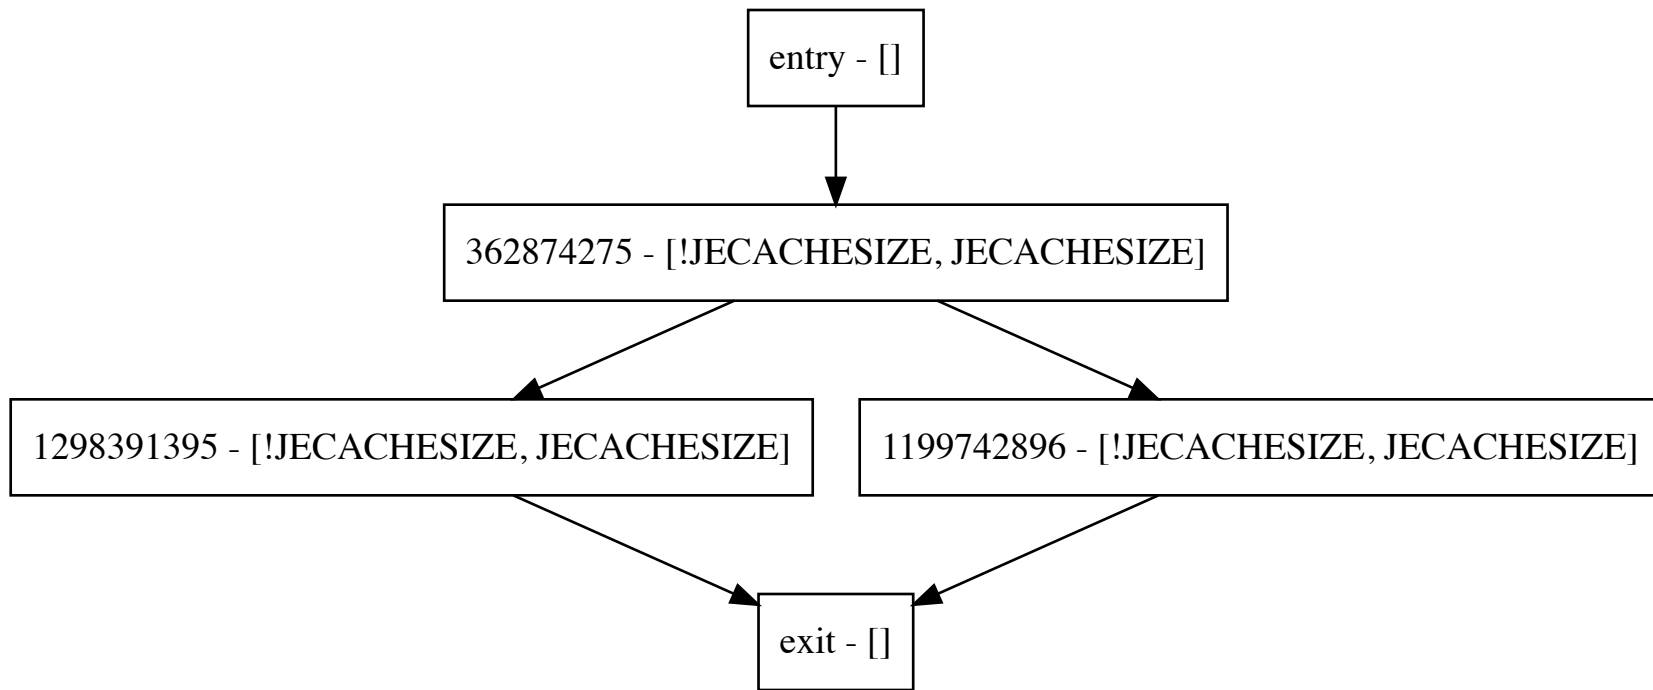 entry - []
362874275 - [!JECACHESIZE, JECACHESIZE]
1298391395 - [!JECACHESIZE, JECACHESIZE]
1199742896 - [!JECACHESIZE, JECACHESIZE]
exit - []